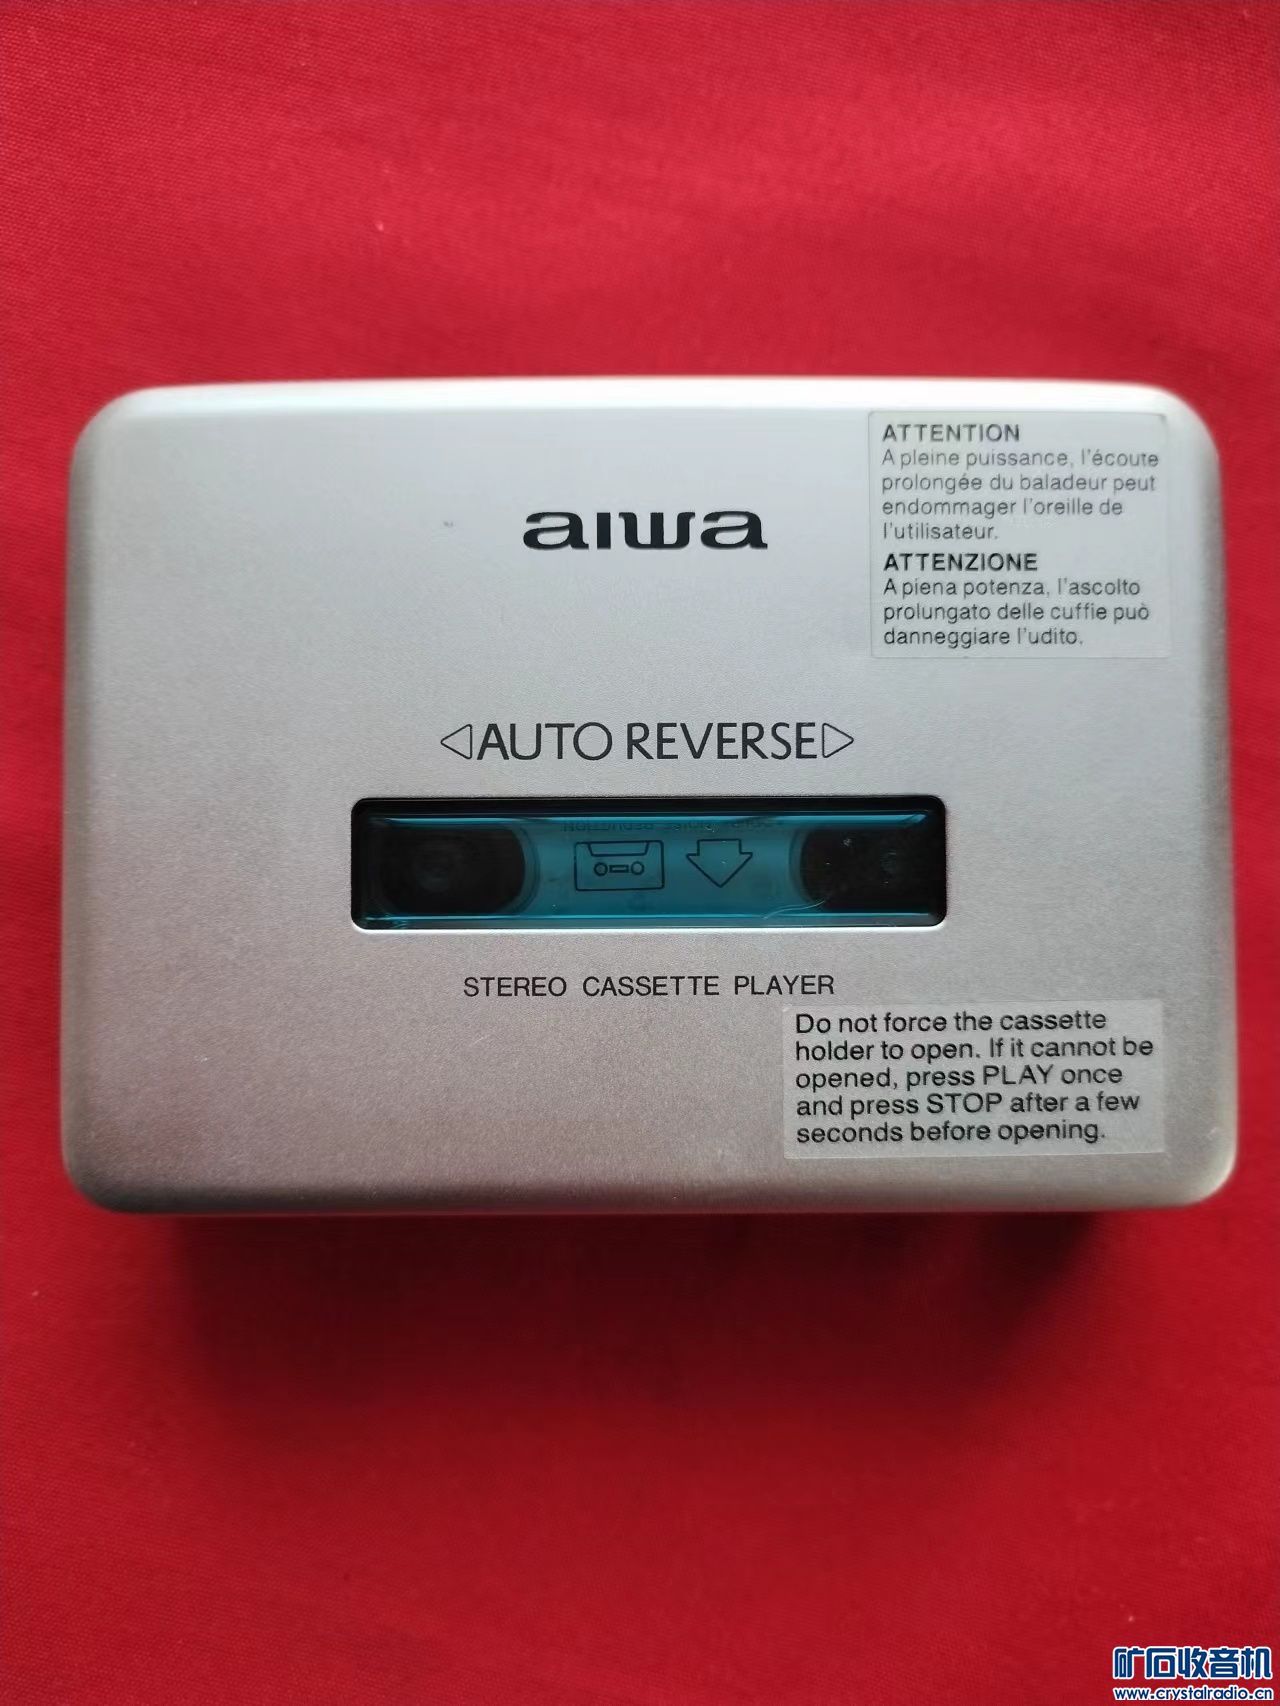 aiwa
ATTENTION
A pleine puissance, l'écoute
prolongée du baladeur peut
endommager l'oreille de
l'utilisateur.
ATTENZIONE
A piena potenza, l'ascolto
prolungato delle cuffie può
danneggiare l'udito.
AUTO REVERSE
STEREO CASSETTE PLAYER
Do not force the cassette
holder to open. If it cannot be
opened, press PLAY once
and press STOP after a few
seconds before opening.
矿石收音机
www.crystalradio.cn